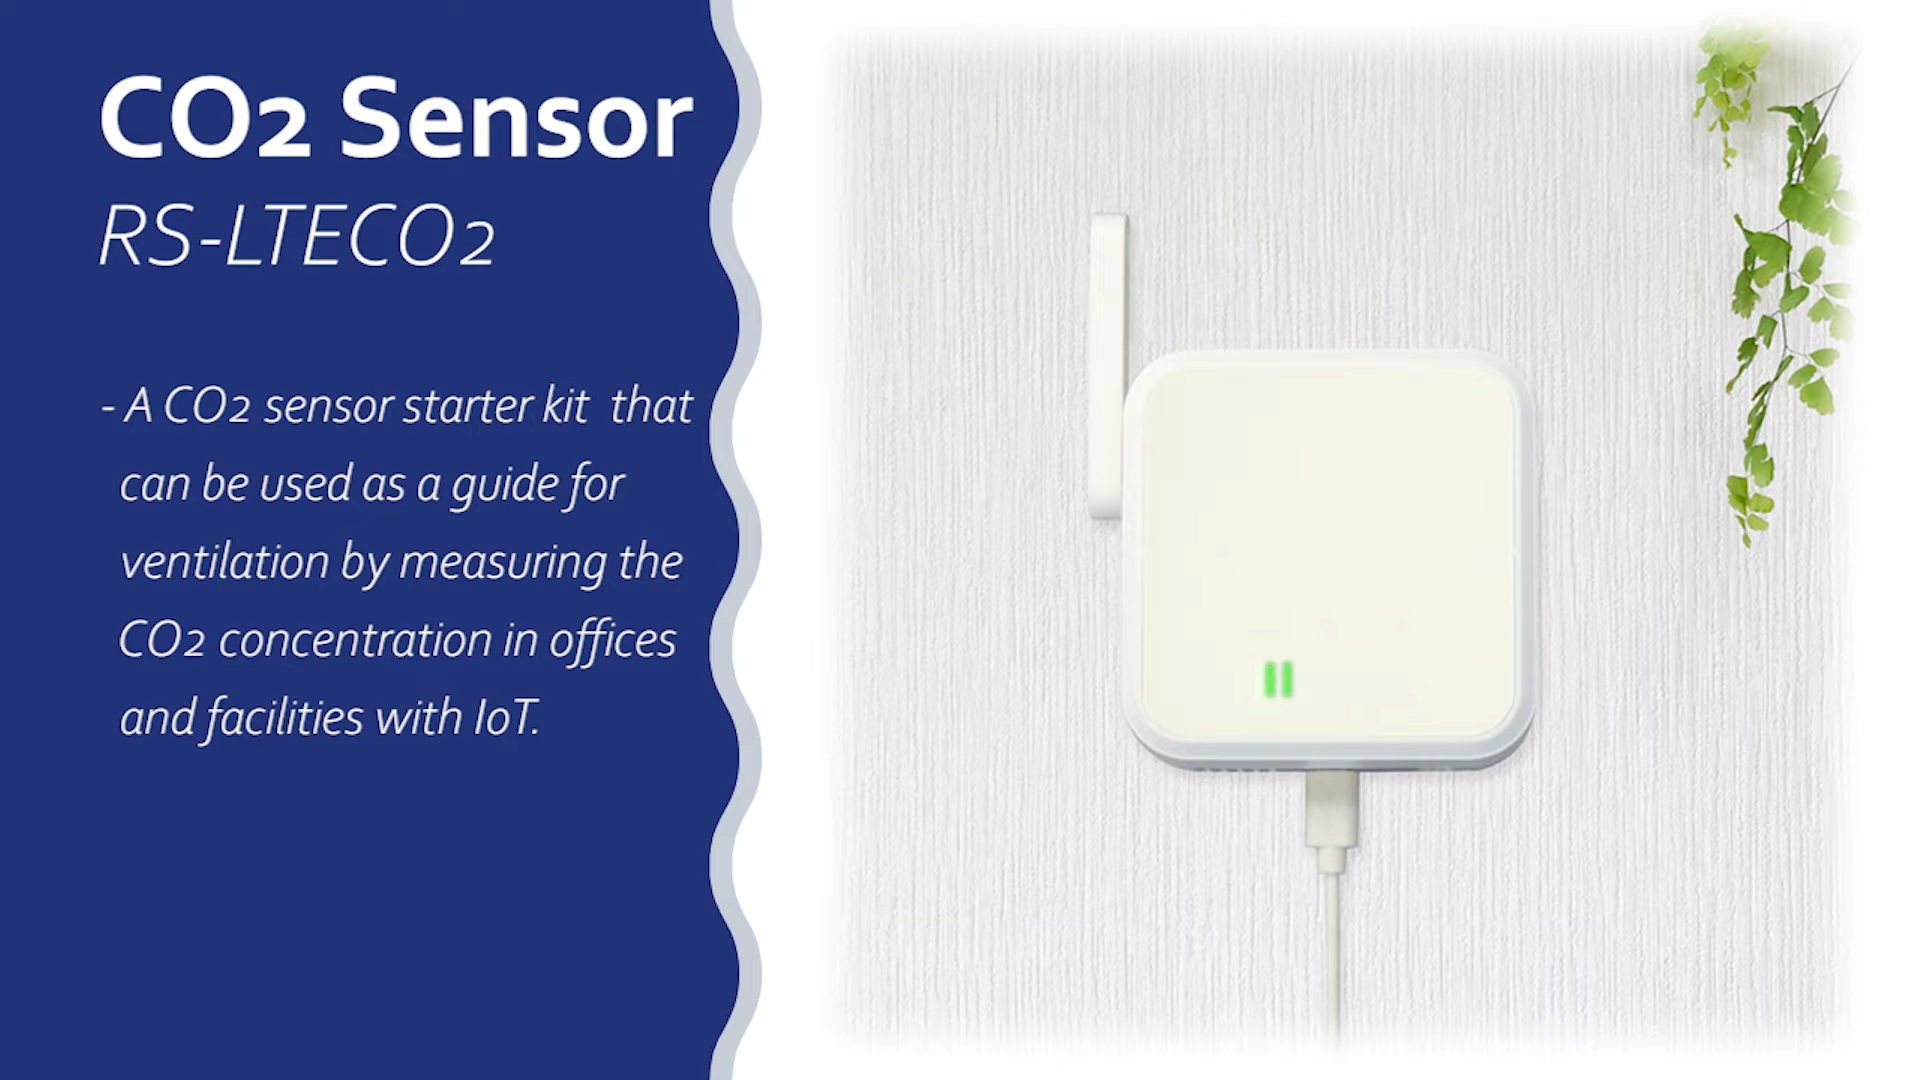 CO2 Sensor
RS-LTECO2
- A CO2 sensor starter kit that
can be used as a guide for
ventilation by measuring the
CO2 concentration in offices
and facilities with IoT.